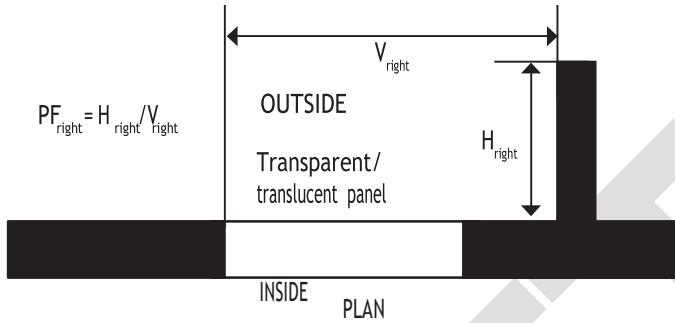 V right
PF right = H right/V right
OUTSIDE
H right
Transparent/
translucent panel
INSIDE
PLAN